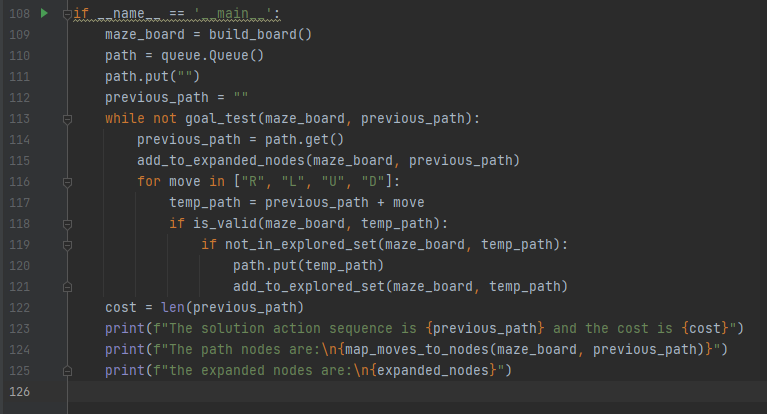 108 if __name__ == '__main__':
109     maze_board = build_board()
110     path = queue.Queue()
111     path.put("")
112     previous_path = ""
113     while not goal_test(maze_board, previous_path):
114         previous_path = path.get()
115         add_to_expanded_nodes(maze_board, previous_path)
116         for move in ["R", "L", "U", "D"]:
117             temp_path = previous_path + move
118             if is_valid(maze_board, temp_path):
119                 if not_in_explored_set(maze_board, temp_path):
120                     path.put(temp_path)
121                     add_to_explored_set(maze_board, temp_path)
122     cost = len(previous_path)
123     print(f"The solution action sequence is {previous_path} and the cost is {cost}")
124     print(f"The path nodes are:\n{map_moves_to_nodes(maze_board, previous_path)}")
125     print(f"the expanded nodes are:\n{expanded_nodes}")
126